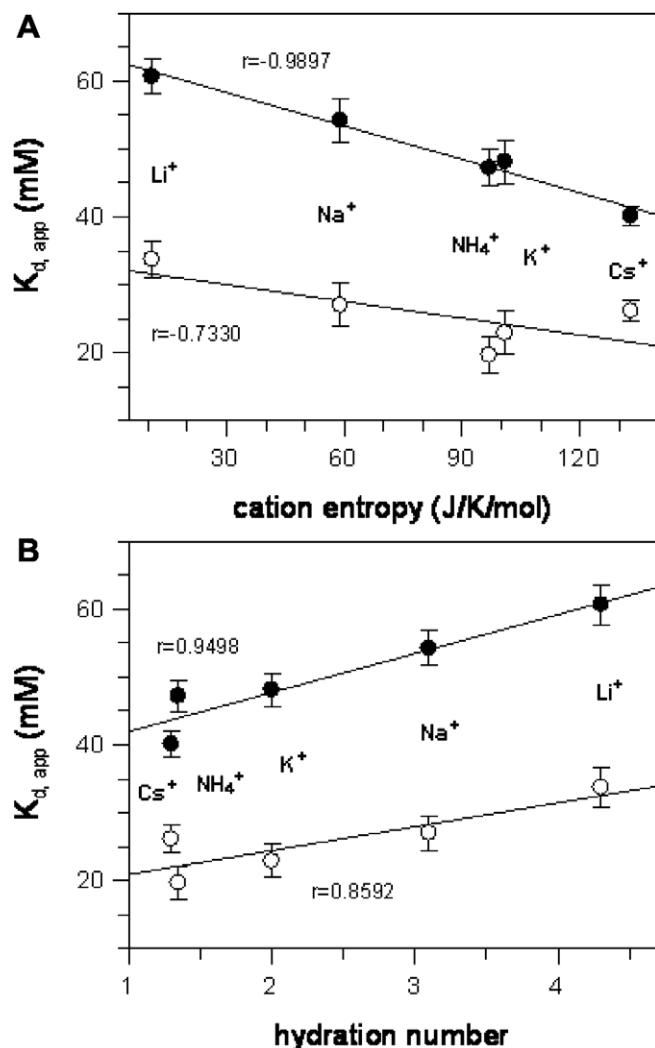 A
r=-0.9897
60
Li⁺
Na⁺
NH₄⁺
K⁺
Cs⁺
40
K_d, app (mM)
r=-0.7330
20
30
60
90
120
cation entropy (J/K/mol)
B
60
r=0.9498
Li⁺
Na⁺
K⁺
NH₄⁺
Cs⁺
40
K_d, app (mM)
20
r=0.8592
1
2
3
4
hydration number